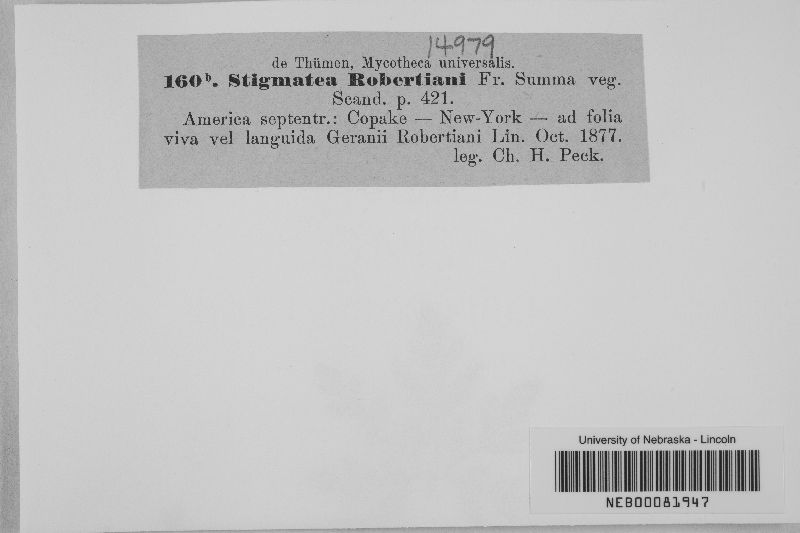 14979
de Thümen, Mycotheca universalis.
160ᵇ. Stigmatea Robertiani Fr. Summa veg.
Scand. p. 421.
America septentr.: Copake — New-York — ad folia
viva vel languida Geranii Robertiani Lin. Oct. 1877.
leg. Ch. H. Peck.
University of Nebraska - Lincoln
NEB00081947